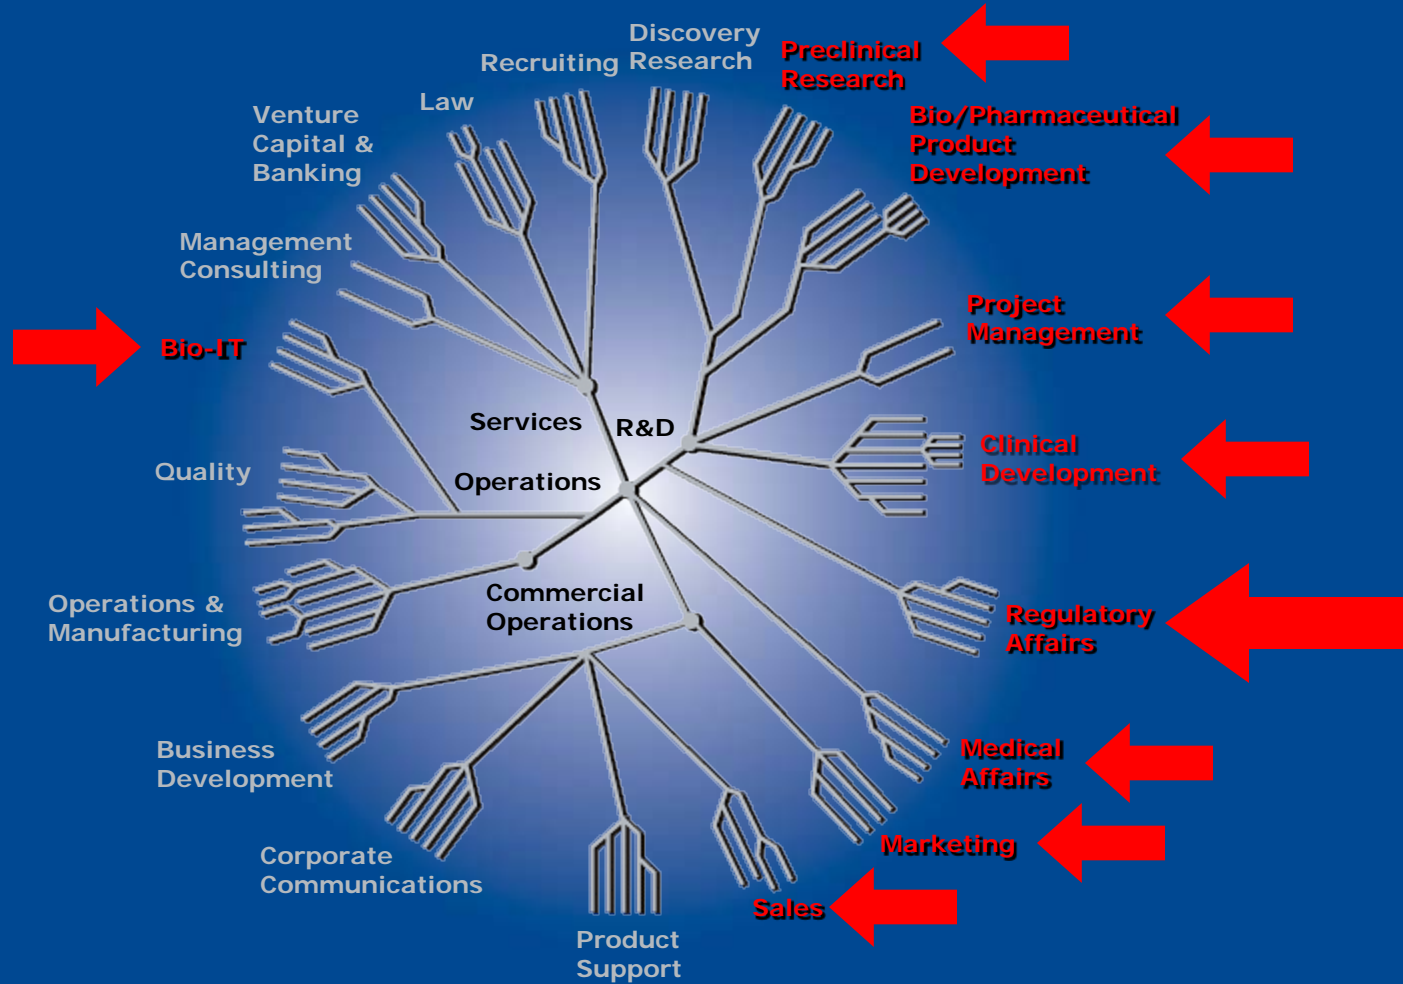 Discovery
Research
Recruiting
Preclinical
Research
Law
Venture
Capital &
Banking
Bio/Pharmaceutical
Product
Development
Management
Consulting
Project
Management
Bio-IT
Services
R&D
Clinical
Development
Quality
Operations
Commercial
Operations
Operations &
Manufacturing
Regulatory
Affairs
Business
Development
Medical
Affairs
Marketing
Corporate
Communications
Sales
Product
Support